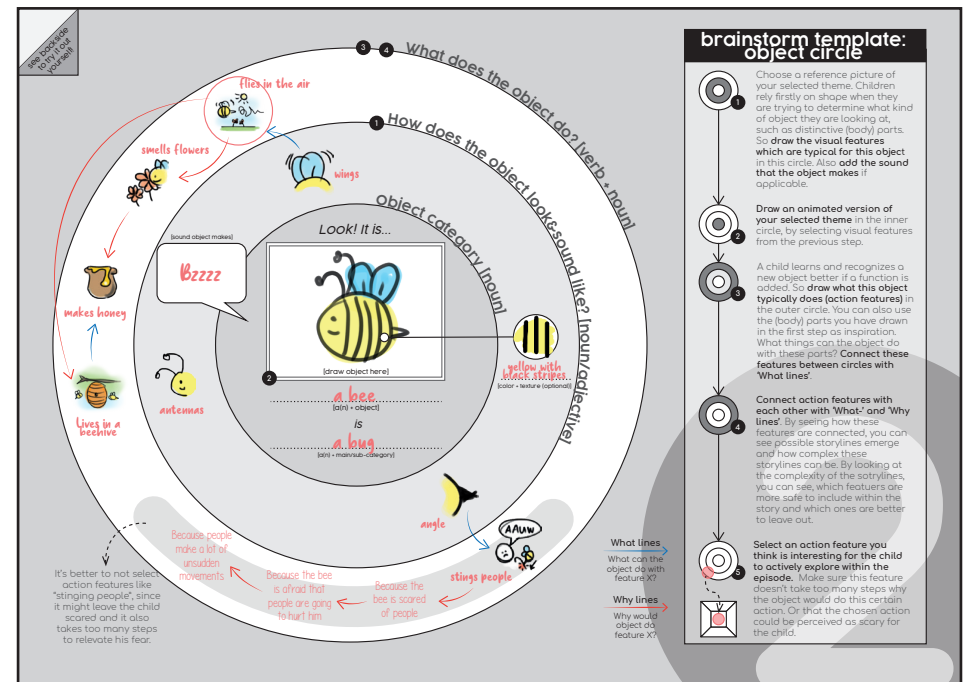 see backside
to try it out
yourself!
3 4 What does the object do? [verb + noun]
1 How does the object look&sound like? [noun/adjective]
Object category [noun]
flies in the air
smells flowers
wings
[sound object makes]
Bzzzz
Look! It is...
makes honey
[draw object here]
2
yellow with
black stripes
[color + texture (optional)]
a bee
[a(n) + object]
is
a bug
[a(n) + main/sub-category]
antennas
Lives in a
beehive
angle
AAUW
stings people
Because people
make a lot of
unsudden
movements
Because the bee
is afraid that
people are going
to hurt him
Because the
bee is scared
of people
It's better to not select
action features like
"stinging people", since
it might leave the child
scared and it also
takes too many steps
to relevate his fear.
What lines
What can the
object do with
feature X?
Why lines
Why would
object do
feature X?
brainstorm template:
object circle
1
Choose a reference picture of
your selected theme. Children
rely firstly on shape when they
are trying to determine what kind
of object they are looking at,
such as distinctive (body) parts.
So draw the visual features
which are typical for this object
in this circle. Also add the sound
that the object makes if
applicable.
2
Draw an animated version of
your selected theme in the inner
circle, by selecting visual features
from the previous step.
3
A child learns and recognizes a
new object better if a function is
added. So draw what this object
typically does (action features) in
the outer circle. You can also use
the (body) parts you have drawn
in the first step as inspiration.
What things can the object do
with these parts? Connect these
features between circles with
'What lines'.
4
Connect action features with
each other with 'What-' and 'Why
lines'. By seeing how these
features are connected, you can
see possible storylines emerge
and how complex these
storylines can be. By looking at
the complexity of the sotrylines,
you can see, which featuers are
more safe to include within the
story and which ones are better
to leave out.
5
Select an action feature you
think is interesting for the child
to actively explore within the
episode. Make sure this feature
doesn't take too many steps why
the object would do this certain
action. Or that the chosen action
could be perceived as scary for
the child.
2